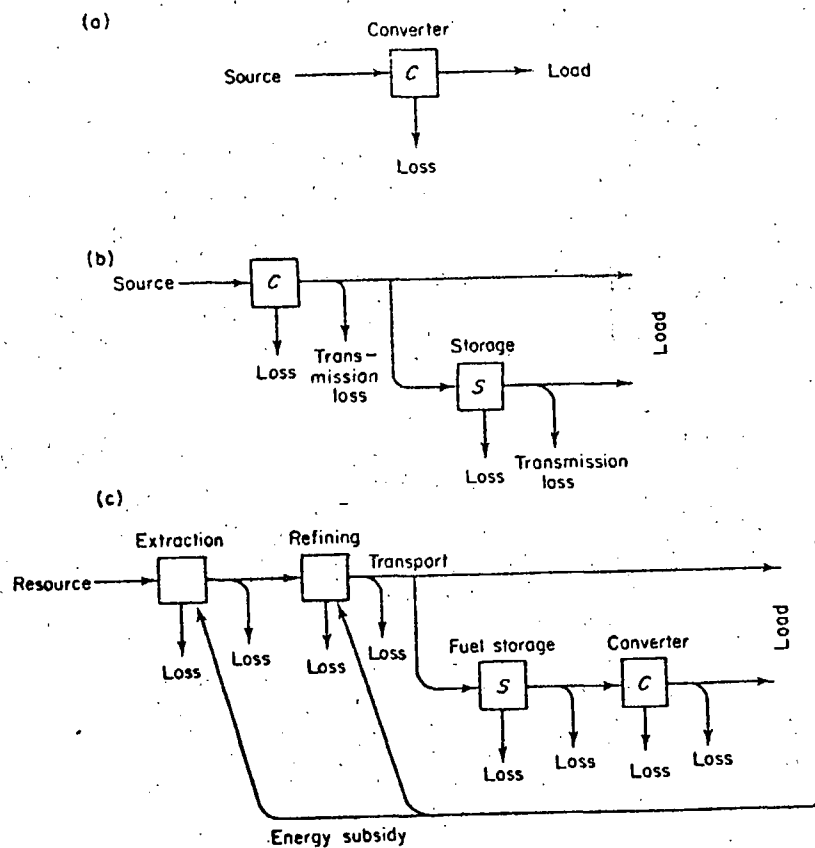 (a)
Converter
Source
C
Load
Loss
(b)
Source
C
Loss
Trans-
mission
loss
Storage
S
Loss
Transmission
loss
Load
(c)
Extraction
Refining
Transport
Resource
Loss
Loss
Loss
Loss
Fuel storage
Converter
S
C
Loss
Loss
Loss
Loss
Load
Energy subsidy